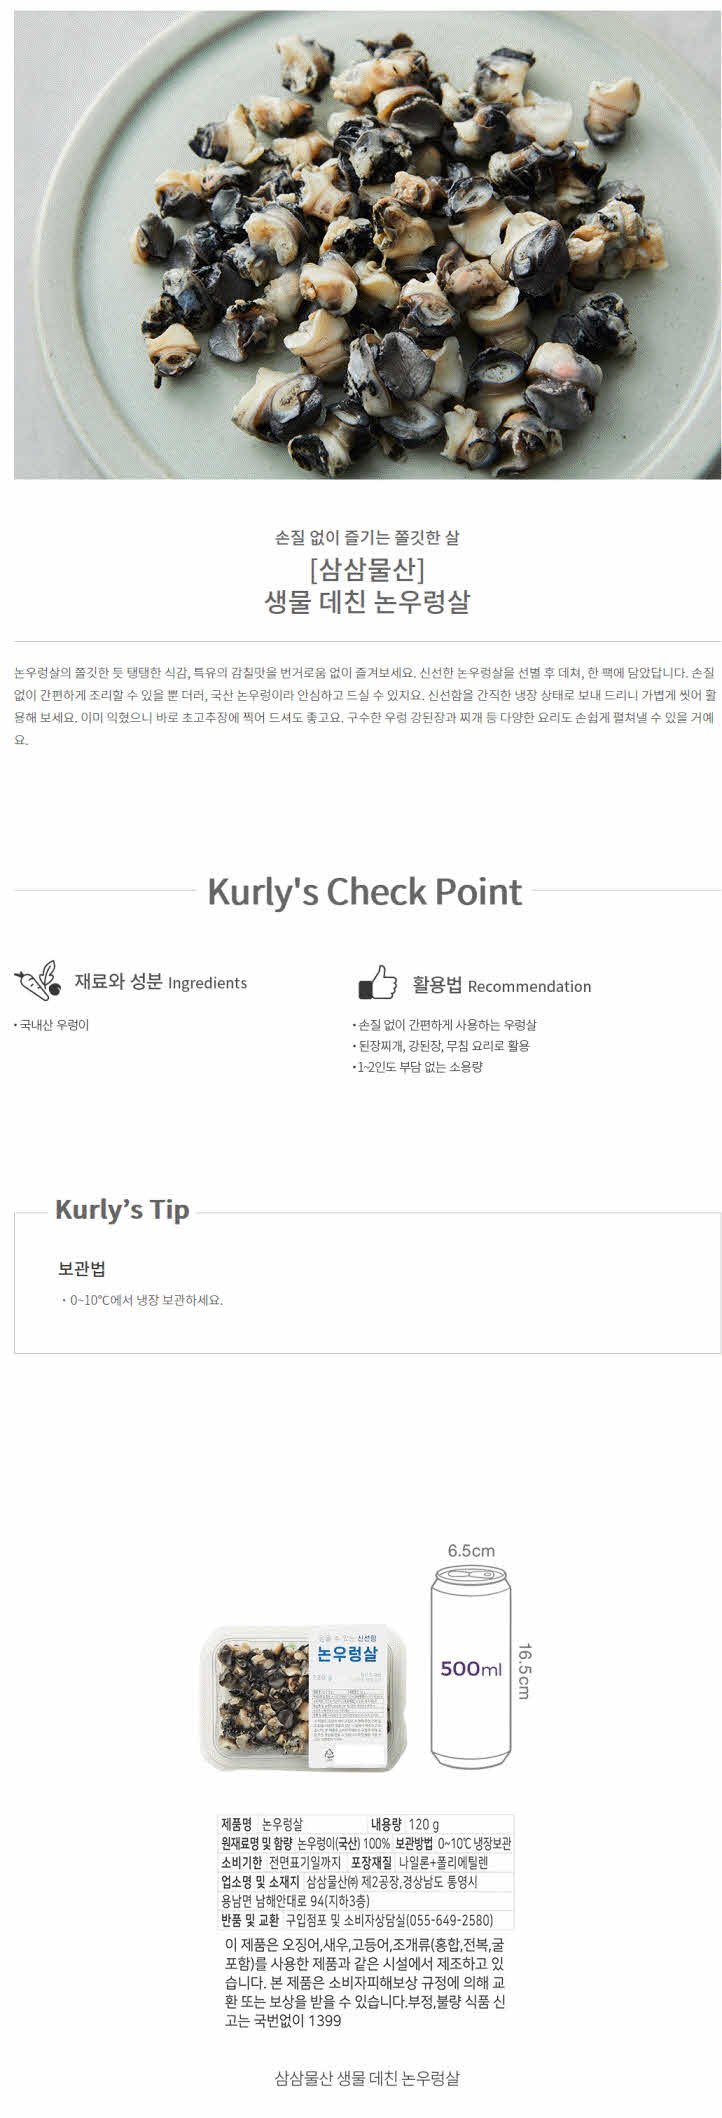 손질 없이 즐기는 쫄깃한 살
[삼삼물산]
생물 데친 논우렁살
논우렁살의 쫄깃한 듯 탱탱한 식감, 특유의 감칠맛을 번거로움 없이 즐겨보세요. 신선한 논우렁살을 선별 후 데쳐, 한 팩에 담았답니다. 손질
없이 간편하게 조리할 수 있을 뿐 더러, 국산 논우렁이라 안심하고 드실 수 있지요. 신선함을 간직한 냉장 상태로 보내 드리니 가볍게 씻어 활
용해 보세요. 이미 익혔으니 바로 초고추장에 찍어 드셔도 좋고요. 구수한 우렁 강된장과 찌개 등 다양한 요리도 손쉽게 펼쳐낼 수 있을 거예
요.
Kurly's Check Point
재료와 성분 Ingredients
• 국내산 우렁이
활용법 Recommendation
• 손질 없이 간편하게 사용하는 우렁살
• 된장찌개, 강된장, 무침 요리로 활용
• 1~2인도 부담 없는 소용량
Kurly’s Tip
보관법
· 0~10℃에서 냉장 보관하세요.
6.5cm
500ml
16.5cm
수 있는 신선함
논우렁살
120 g
제품명 논우렁살 내용량 120 g
원재료명 및 함량 논우렁이(국산) 100% 보관방법 0~10℃ 냉장보관
소비기한 전면표기일까지 포장재질 나일론+폴리에틸렌
업소명 및 소재지 삼삼물산㈜ 제2공장,경상남도 통영시
용남면 남해안대로 94(지하3층)
반품 및 교환 구입점포 및 소비자상담실(055-649-2580)
이 제품은 오징어,새우,고등어,조개류(홍합,전복,굴
포함)를 사용한 제품과 같은 시설에서 제조하고 있
습니다. 본 제품은 소비자피해보상 규정에 의해 교
환 또는 보상을 받을 수 있습니다.부정,불량 식품 신
고는 국번없이 1399
삼삼물산 생물 데친 논우렁살